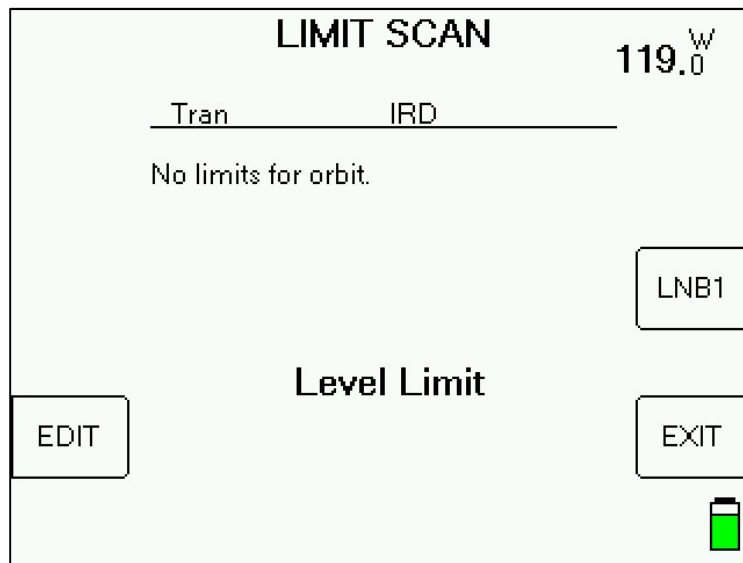 LIMIT SCAN
119.0 W
Tran IRD
No limits for orbit.
LNB1
Level Limit
EDIT
EXIT